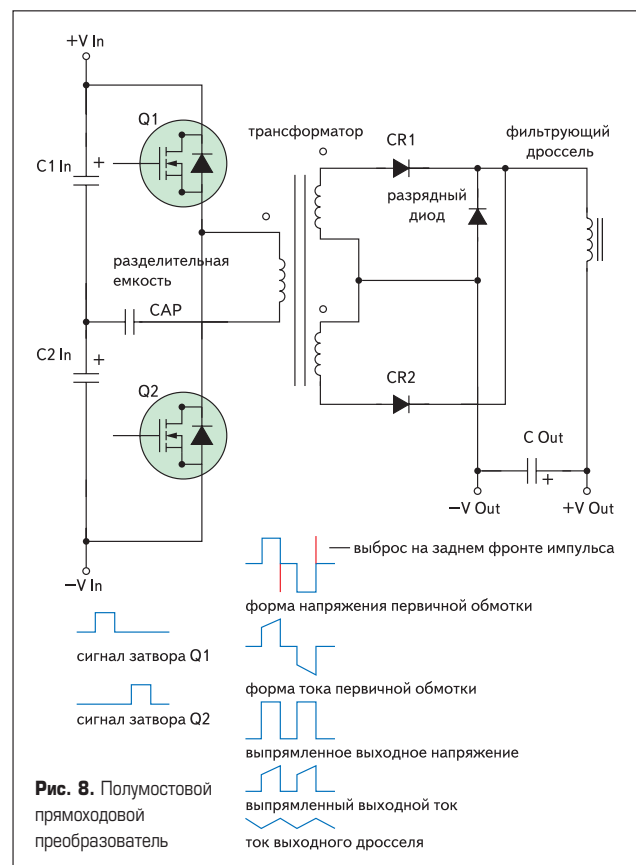 +V In
Q1
трансформатор
CR1
фильтрующий
дроссель
C1 In
+
разрядный
диод
разделительная
емкость
CAP
C2 In
+
Q2
CR2
C Out
+
−V Out
+V Out
−V In
выброс на заднем фронте импульса
форма напряжения первичной обмотки
сигнал затвора Q1
форма тока первичной обмотки
сигнал затвора Q2
выпрямленное выходное напряжение
выпрямленный выходной ток
ток выходного дросселя
Рис. 8. Полумостовой
прямоходовой
преобразователь